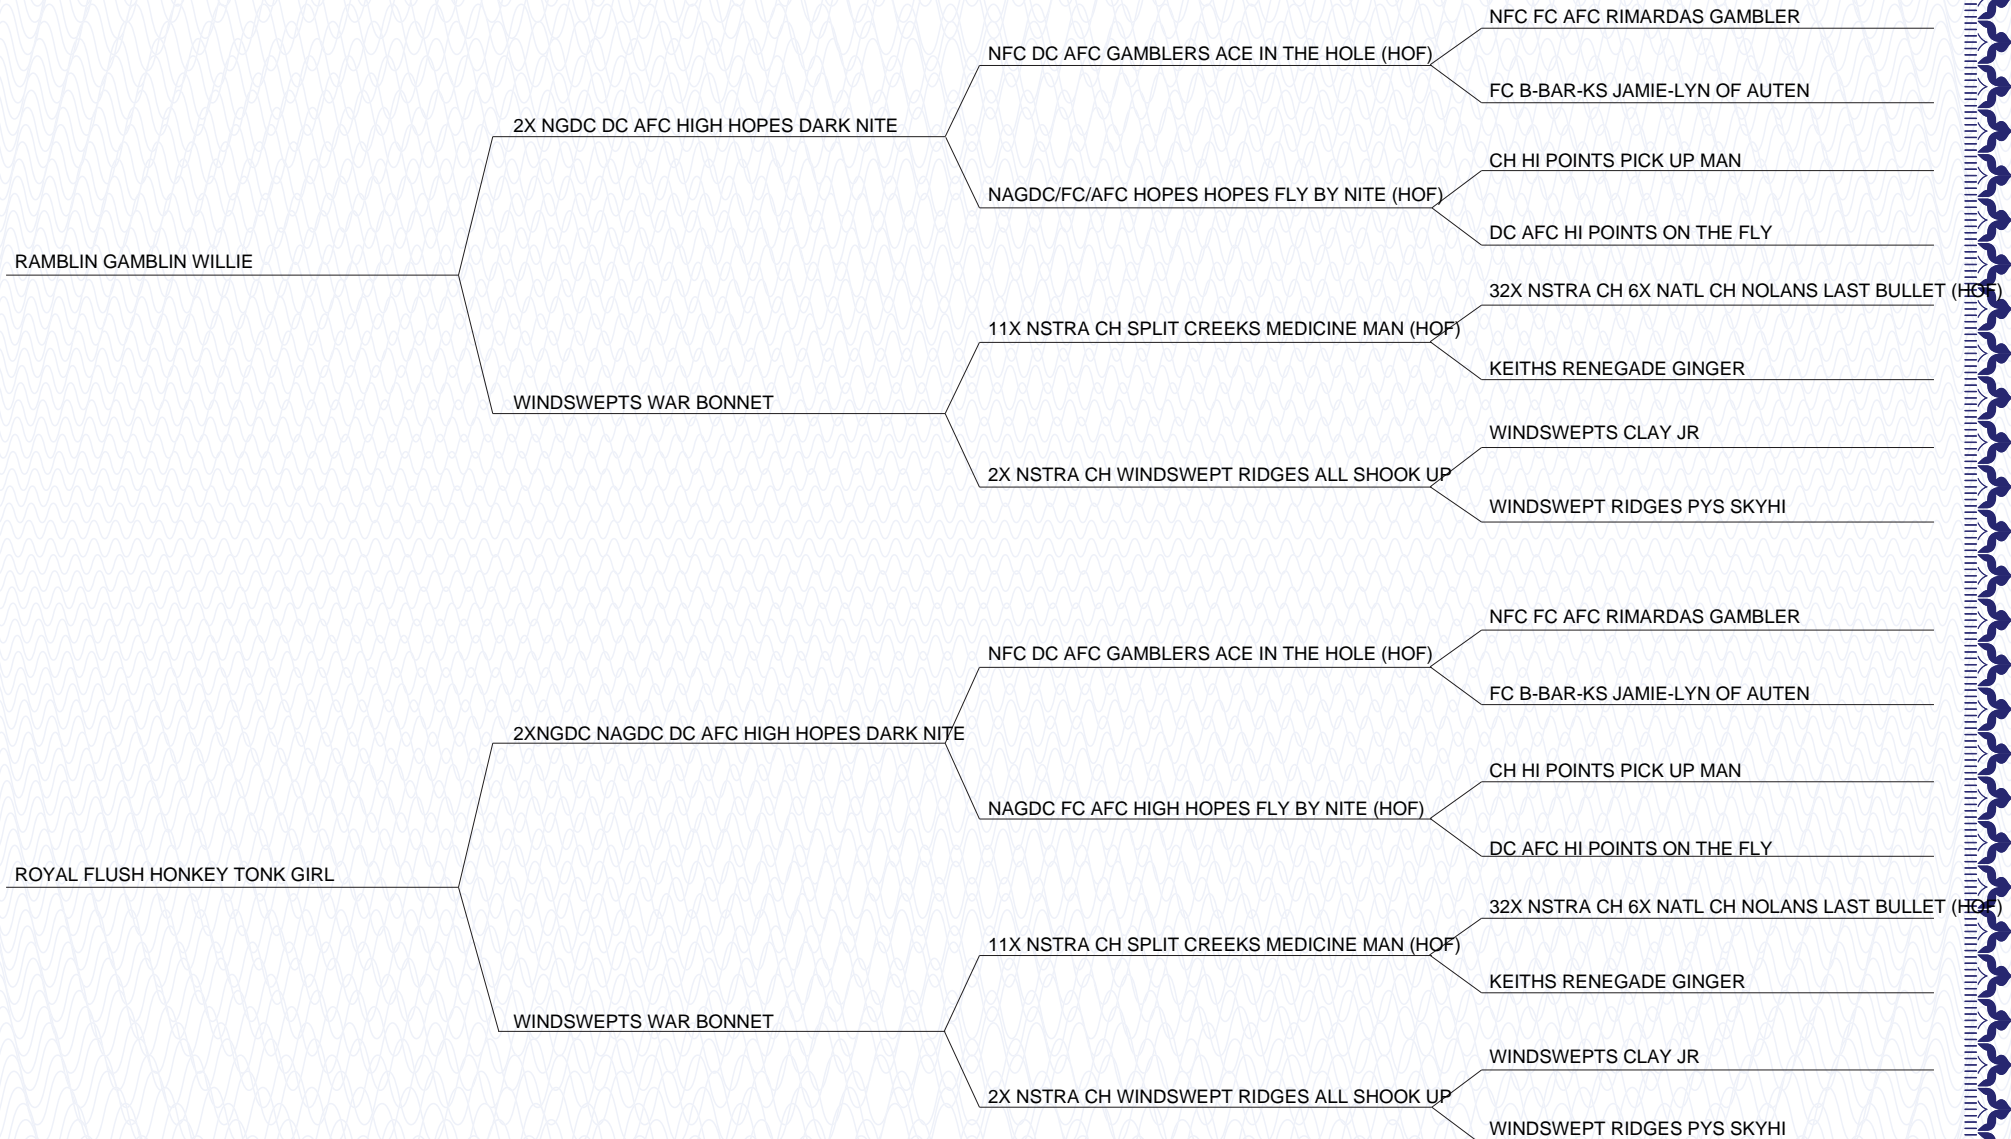 NFC FC AFC RIMARDAS GAMBLER
NFC DC AFC GAMBLERS ACE IN THE HOLE (HOF)
FC B-BAR-KS JAMIE-LYN OF AUTEN
2X NGDC DC AFC HIGH HOPES DARK NITE
CH HI POINTS PICK UP MAN
NAGDC/FC/AFC HOPES HOPES FLY BY NITE (HOF)
DC AFC HI POINTS ON THE FLY
RAMBLIN GAMBLIN WILLIE
32X NSTRA CH 6X NATL CH NOLANS LAST BULLET (HOF)
11X NSTRA CH SPLIT CREEKS MEDICINE MAN (HOF)
KEITHS RENEGADE GINGER
WINDSWEPTS WAR BONNET
WINDSWEPTS CLAY JR
2X NSTRA CH WINDSWEPT RIDGES ALL SHOOK UP
WINDSWEPT RIDGES PYS SKYHI
NFC FC AFC RIMARDAS GAMBLER
NFC DC AFC GAMBLERS ACE IN THE HOLE (HOF)
FC B-BAR-KS JAMIE-LYN OF AUTEN
2XNGDC NAGDC DC AFC HIGH HOPES DARK NITE
CH HI POINTS PICK UP MAN
NAGDC FC AFC HIGH HOPES FLY BY NITE (HOF)
DC AFC HI POINTS ON THE FLY
ROYAL FLUSH HONKEY TONK GIRL
32X NSTRA CH 6X NATL CH NOLANS LAST BULLET (HOF)
11X NSTRA CH SPLIT CREEKS MEDICINE MAN (HOF)
KEITHS RENEGADE GINGER
WINDSWEPTS WAR BONNET
WINDSWEPTS CLAY JR
2X NSTRA CH WINDSWEPT RIDGES ALL SHOOK UP
WINDSWEPT RIDGES PYS SKYHI